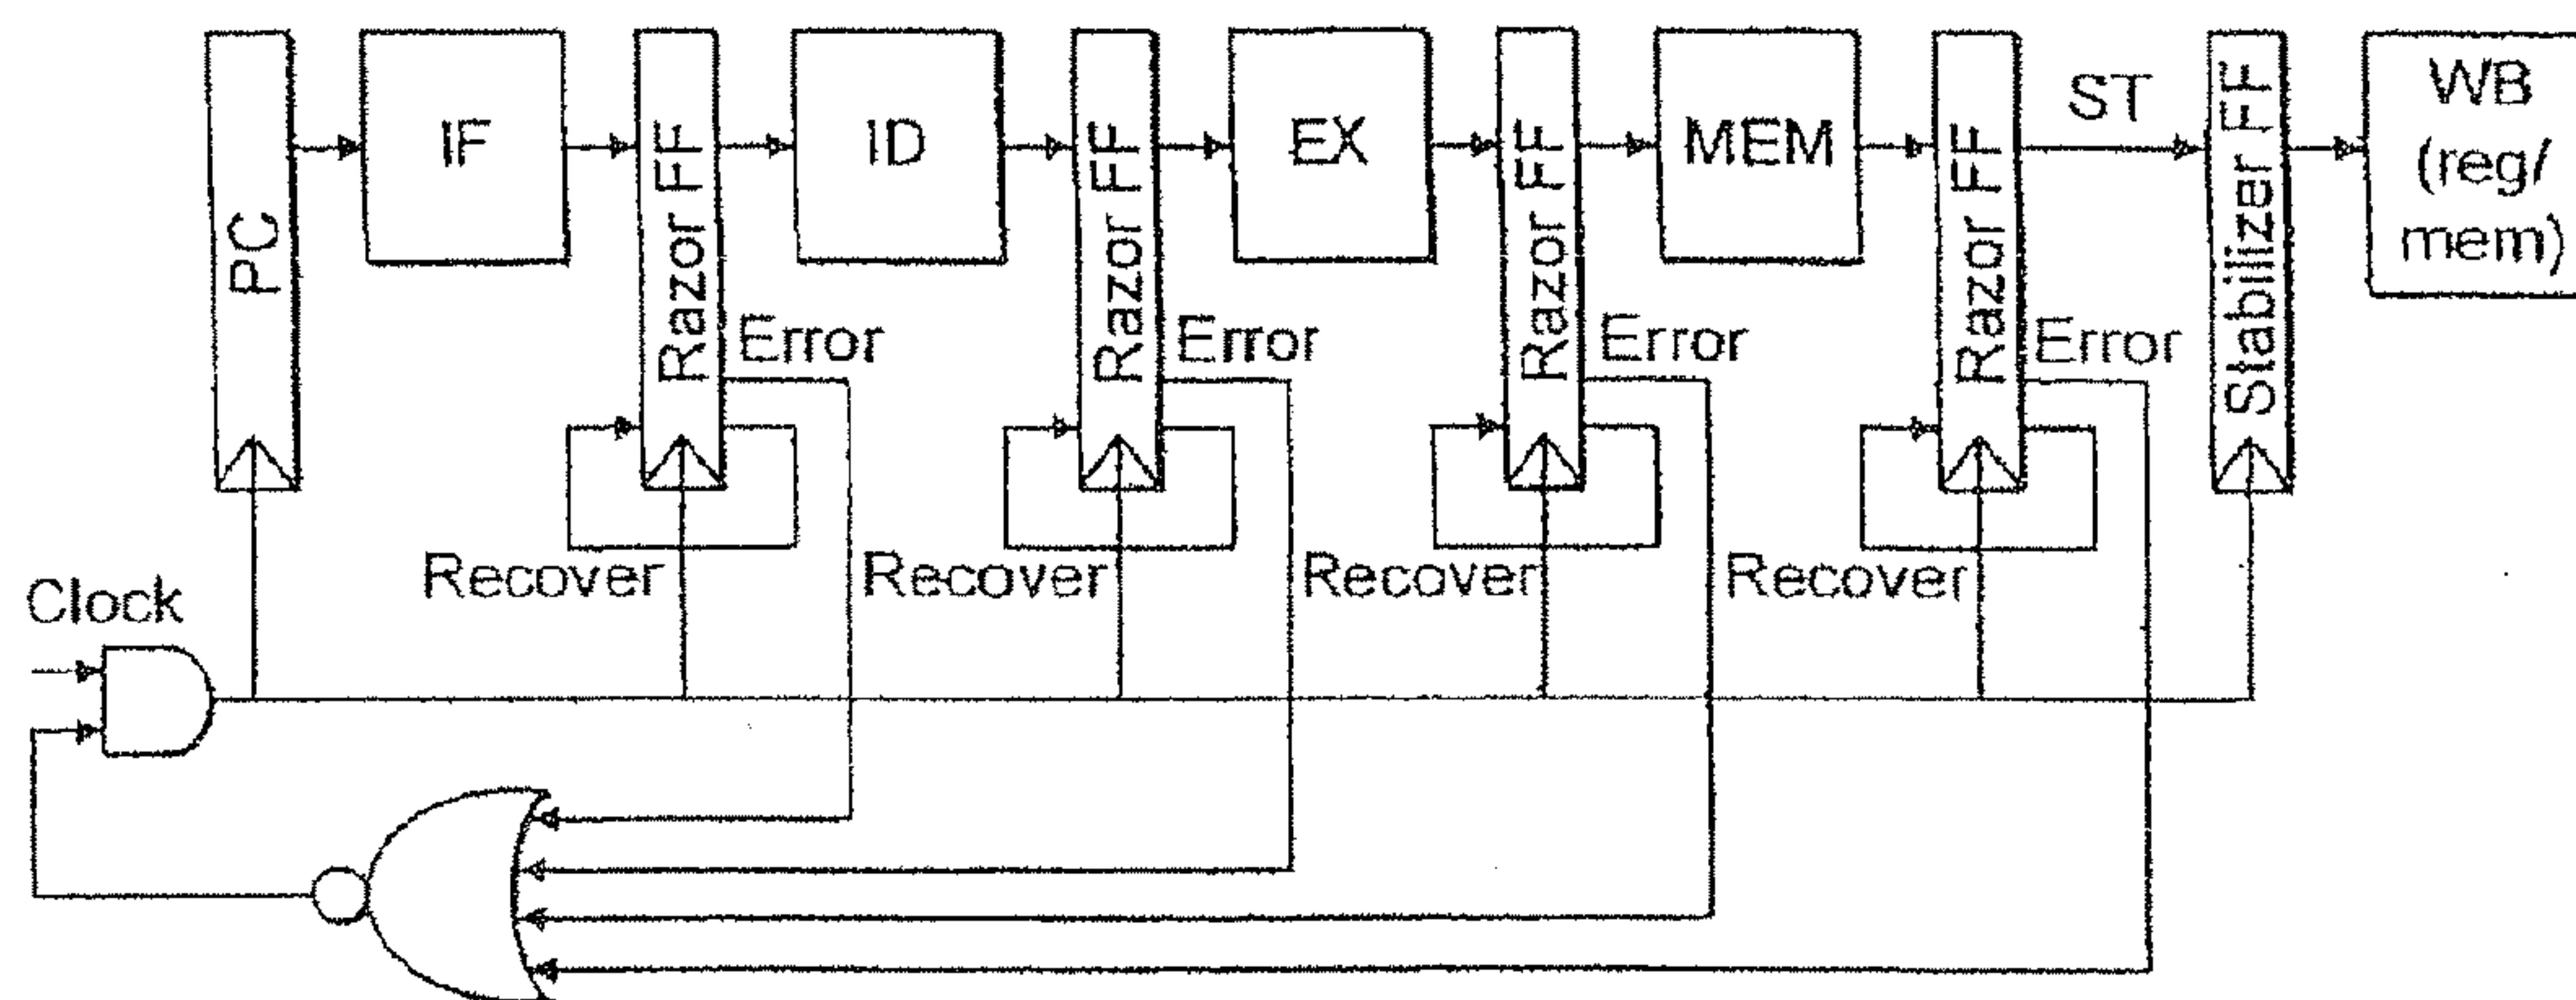 PC
IF
Razor FF
ID
Razor FF
EX
Razor FF
MEM
Razor FF
ST
Stabilizer FF
WB
(reg/
mem)
Error
Error
Error
Error
Recover
Recover
Recover
Recover
Clock